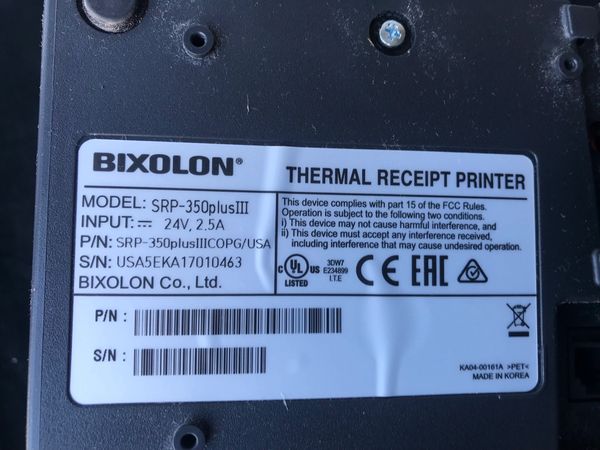 BIXOLON®
THERMAL RECEIPT PRINTER
MODEL: SRP-350plusIII
INPUT: ⎓ 24V, 2.5A
P/N: SRP-350plusIIICOPG/USA
S/N: USA5EKA17010463
BIXOLON Co., Ltd.
This device complies with part 15 of the FCC Rules.
Operation is subject to the following two conditions.
i) This device may not cause harmful interference, and
ii) This device must accept any interference received,
including interference that may cause undesired operation.
C UL US
LISTED
3DW7
E234899
I.T.E
CE EAC
P/N :
S/N :
KA04-00161A >PET<
MADE IN KOREA